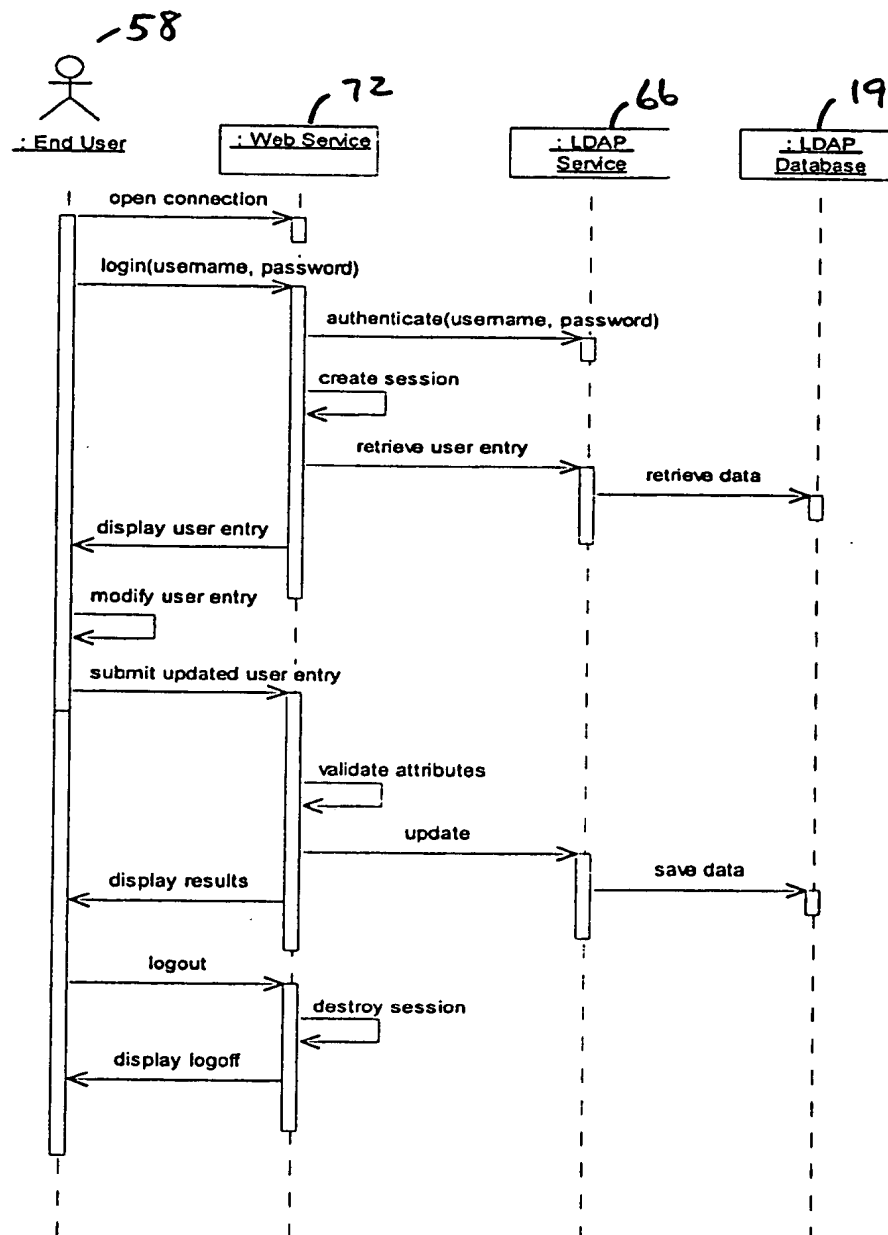 58
72
66
19
: End User
: Web Service
: LDAP
Service
: LDAP
Database
open connection
login(username, password)
authenticate(username, password)
create session
retrieve user entry
retrieve data
display user entry
modify user entry
submit updated user entry
validate attributes
update
save data
display results
logout
destroy session
display logoff